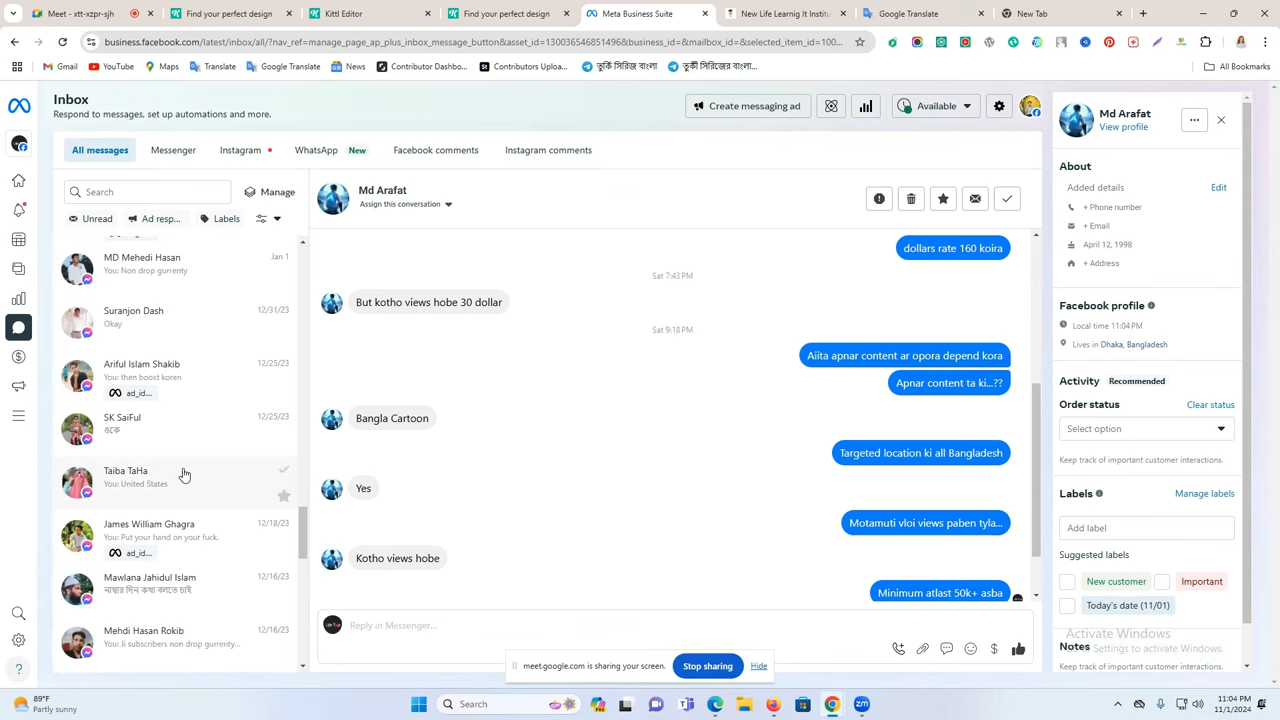 Meet – xtt-xzpr-sjh
Find your perfect design
Kittl Editor
Find your perfect design
Meta Business Suite
New Life Learnig It Institu
Google Translate
New Tab
business.facebook.com/latest/inbox/all/?nav_ref=manage_page_ap_plus_inbox_message_button&asset_id=130036546851496&business_id=&mailbox_id=&selected_item_id=100...
Gmail
YouTube
Maps
Translate
Google Translate
News
Contributor Dashbo...
Contributors Uploa...
তুর্কি সিরিজ বাংলা
তুর্কী সিরিজের বাংলা...
All Bookmarks
Inbox
Respond to messages, set up automations and more.
Create messaging ad
Available
All messages
Messenger
Instagram
WhatsApp New
Facebook comments
Instagram comments
Search
Manage
Unread
Ad resp...
Labels
MD Mehedi Hasan
Jan 1
You: Non drop gurrenty
Suranjon Dash
12/31/23
Okay
Ariful Islam Shakib
12/25/23
You: then boost koren
ad_id...
SK SaiFul
12/25/23
ওকে
Taiba TaHa
You: United States
James William Ghagra
12/18/23
You: Put your hand on your fuck.
ad_id...
Mawlana Jahidul Islam
12/16/23
নাম্বার দিন কথা বলতে চাই
Mehdi Hasan Rokib
12/16/23
You: Ji subscribers non drop gurrenty...
Md Arafat
Assign this conversation
dollars rate 160 koira
Sat 7:43 PM
But kotho views hobe 30 dollar
Sat 9:18 PM
Aiita apnar content ar opora depend kora
Apnar content ta ki...??
Bangla Cartoon
Targeted location ki all Bangladesh
Yes
Motamuti vloi views paben tyla...
Kotho views hobe
Minimum atlast 50k+ asba
Reply in Messenger...
Md Arafat
View profile
About
Added details
Edit
+ Phone number
+ Email
April 12, 1998
+ Address
Facebook profile
Local time 11:04 PM
Lives in Dhaka, Bangladesh
Activity
Recommended
Order status
Clear status
Select option
Keep track of important customer interactions.
Labels
Manage labels
Add label
Suggested labels
New customer
Important
Today's date (11/01)
Activate Windows
Settings to activate Windows.
Notes
Keep track of important customer interactions.
meet.google.com is sharing your screen.
Stop sharing
Hide
89°F
Partly sunny
Search
zm
11:04 PM
11/1/2024